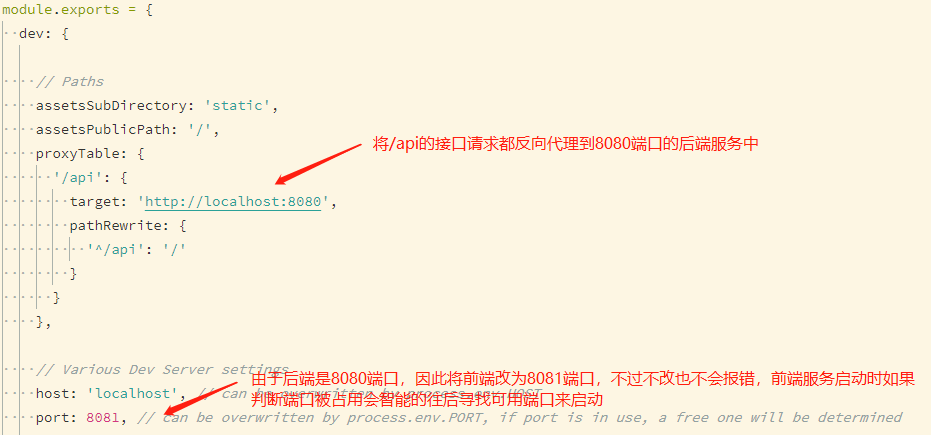 module.exports = {
dev: {
// Paths
assetsSubDirectory: 'static',
assetsPublicPath: '/',
proxyTable: {
将/api的接口请求都反向代理到8080端口的后端服务中
'/api': {
target: 'http://localhost:8080',
pathRewrite: {
'^/api': '/'
}
}
},
// Various Dev Server settings
由于后端是8080端口，因此将前端改为8081端口，不过不改也不会报错，前端服务启动时如果
host: 'localhost', // can be overwritten by process.env.HOST
判断端口被占用会智能的往后寻找可用端口来启动
port: 8081, // can be overwritten by process.env.PORT, if port is in use, a free one will be determined